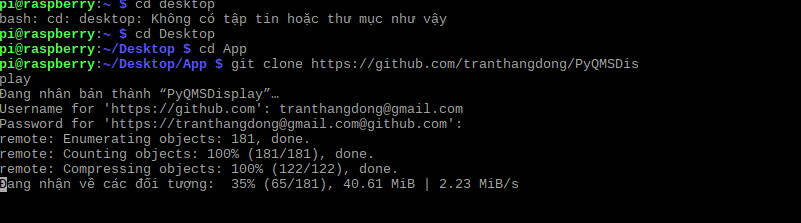 pi@raspberry:~ $ cd desktop
bash: cd: desktop: Không có tập tin hoặc thư mục như vậy
pi@raspberry:~ $ cd Desktop
pi@raspberry:~/Desktop $ cd App
pi@raspberry:~/Desktop/App $ git clone https://github.com/tranthangdong/PyQMSDis
play
Đang nhân bản thành “PyQMSDisplay”…
Username for 'https://github.com': tranthangdong@gmail.com
Password for 'https://tranthangdong@gmail.com@github.com':
remote: Enumerating objects: 181, done.
remote: Counting objects: 100% (181/181), done.
remote: Compressing objects: 100% (122/122), done.
Đang nhận về các đối tượng:  35% (65/181), 40.61 MiB | 2.23 MiB/s